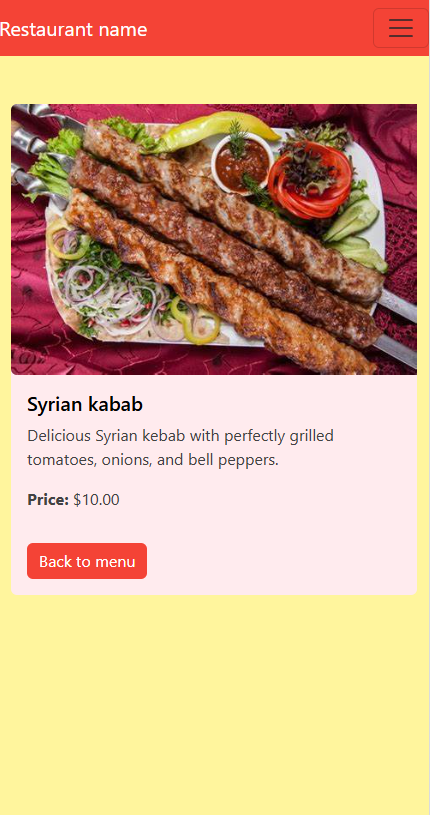 Restaurant name
Syrian kabab
Delicious Syrian kebab with perfectly grilled
tomatoes, onions, and bell peppers.
Price: $10.00
Back to menu